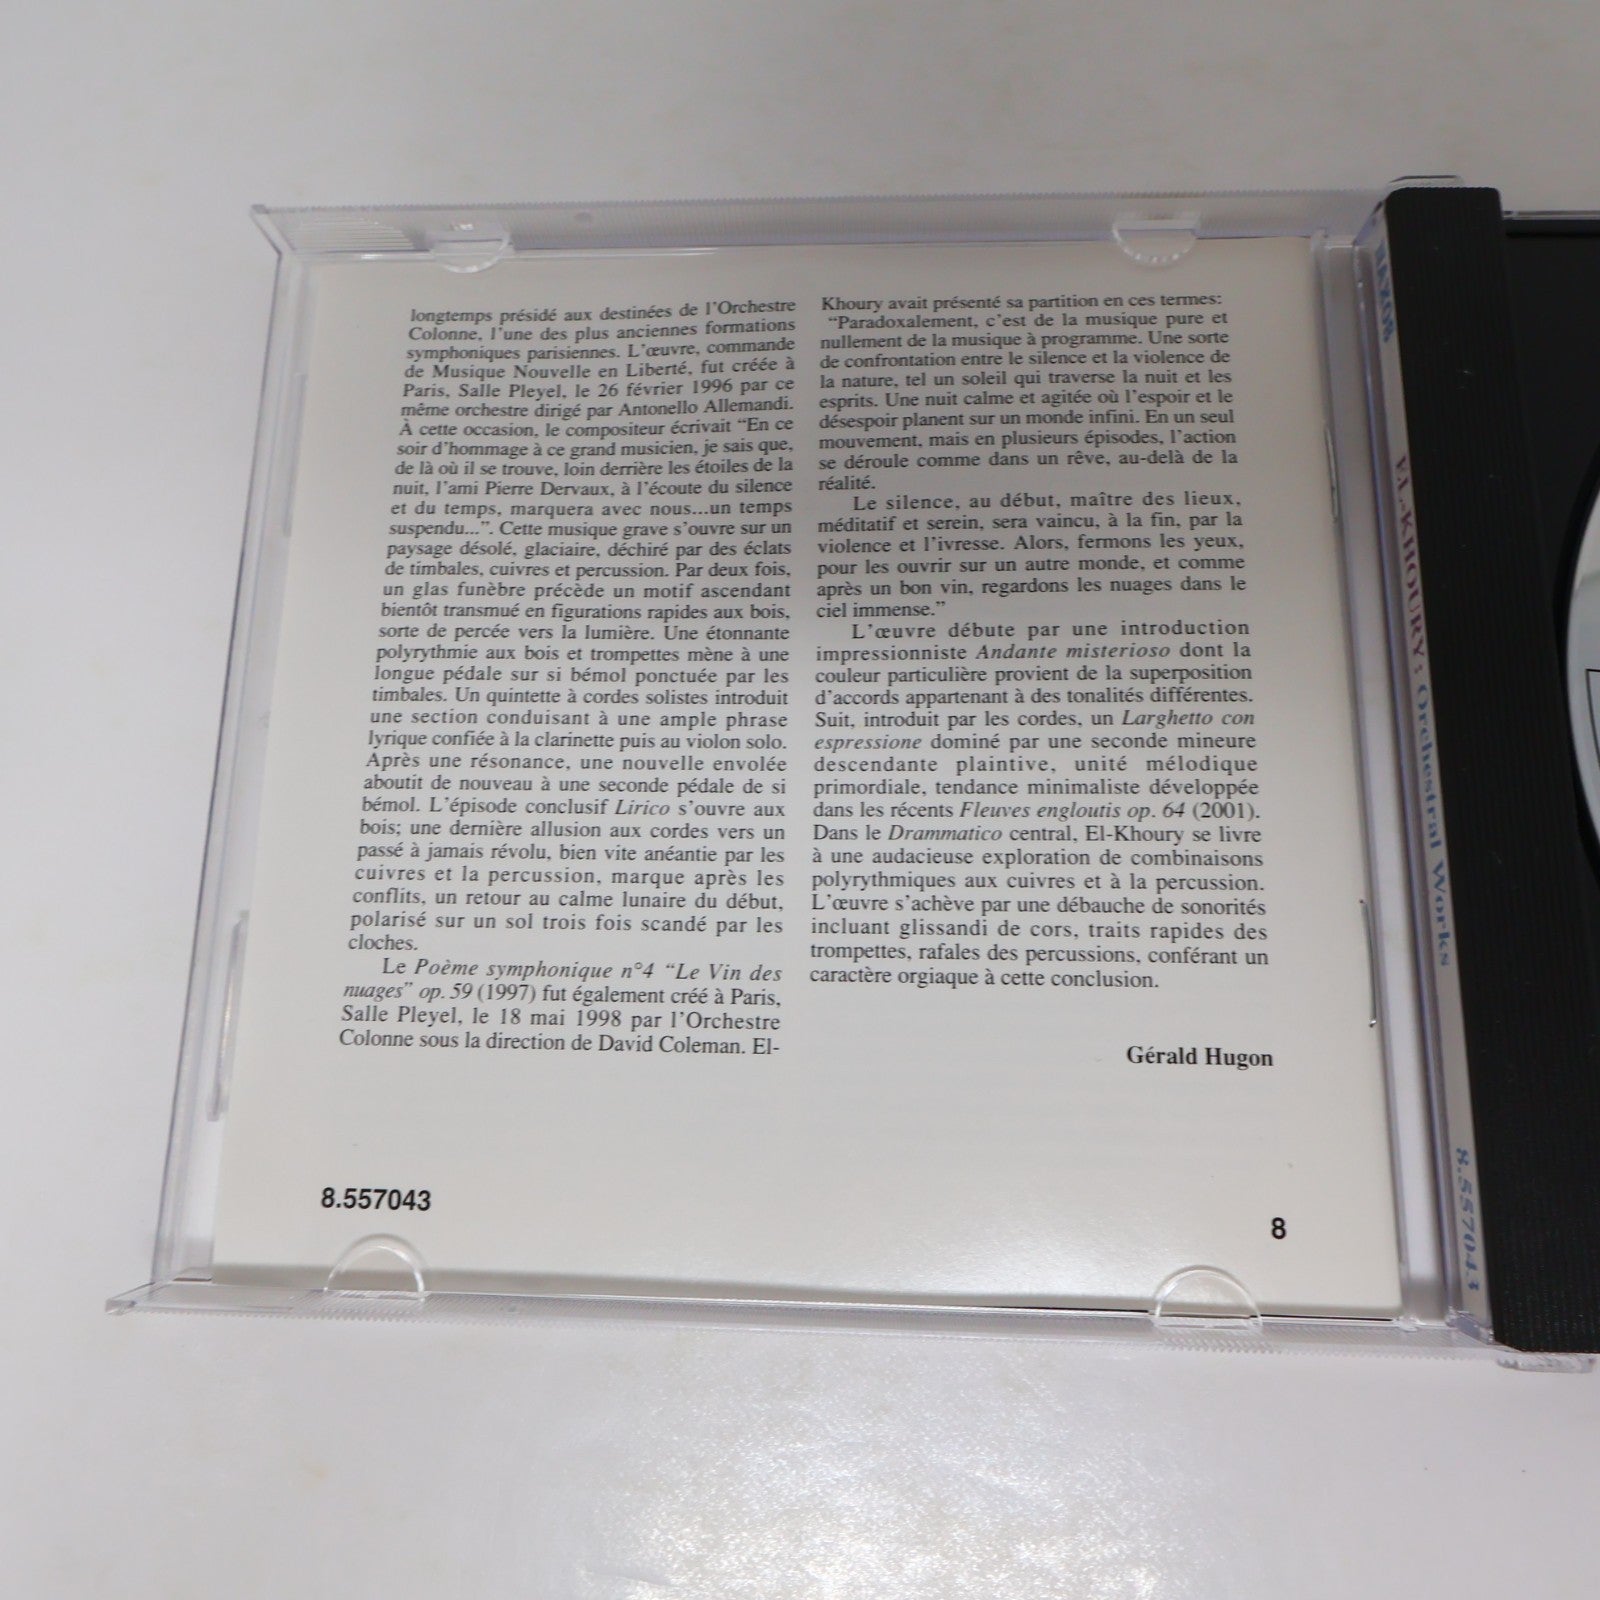 longtemps présidé aux destinées de l'Orchestre
Colonne, l'une des plus anciennes formations
symphoniques parisiennes. L'œuvre, commande
de Musique Nouvelle en Liberté, fut créée à
Paris, Salle Pleyel, le 26 février 1996 par ce
même orchestre dirigé par Antonello Allemandi.
À cette occasion, le compositeur écrivait “En ce
soir d'hommage à ce grand musicien, je sais que,
de là où il se trouve, loin derrière les étoiles de la
nuit, l'ami Pierre Dervaux, à l'écoute du silence
et du temps, marquera avec nous...un temps
suspendu...”. Cette musique grave s'ouvre sur un
paysage désolé, glaciaire, déchiré par des éclats
de timbales, cuivres et percussion. Par deux fois,
un glas funèbre précède un motif ascendant
bientôt transmué en figurations rapides aux bois,
sorte de percée vers la lumière. Une étonnante
polyrythmie aux bois et trompettes mène à une
longue pédale sur si bémol ponctuée par les
timbales. Un quintette à cordes solistes introduit
une section conduisant à une ample phrase
lyrique confiée à la clarinette puis au violon solo.
Après une résonance, une nouvelle envolée
aboutit de nouveau à une seconde pédale de si
bémol. L'épisode conclusif Lirico s'ouvre aux
bois; une dernière allusion aux cordes vers un
passé à jamais révolu, bien vite anéantie par les
cuivres et la percussion, marque après les
conflits, un retour au calme lunaire du début,
polarisé sur un sol trois fois scandé par les
cloches.
Le Poème symphonique n°4 “Le Vin des
nuages” op. 59 (1997) fut également créé à Paris,
Salle Pleyel, le 18 mai 1998 par l'Orchestre
Colonne sous la direction de David Coleman. El-
Khoury avait présenté sa partition en ces termes:
“Paradoxalement, c'est de la musique pure et
nullement de la musique à programme. Une sorte
de confrontation entre le silence et la violence de
la nature, tel un soleil qui traverse la nuit et les
esprits. Une nuit calme et agitée où l'espoir et le
désespoir planent sur un monde infini. En un seul
mouvement, mais en plusieurs épisodes, l'action
se déroule comme dans un rêve, au-delà de la
réalité.
Le silence, au début, maître des lieux,
méditatif et serein, sera vaincu, à la fin, par la
violence et l'ivresse. Alors, fermons les yeux,
pour les ouvrir sur un autre monde, et comme
après un bon vin, regardons les nuages dans le
ciel immense.”
L'œuvre débute par une introduction
impressionniste Andante misterioso dont la
couleur particulière provient de la superposition
d'accords appartenant à des tonalités différentes.
Suit, introduit par les cordes, un Larghetto con
espressione dominé par une seconde mineure
descendante plaintive, unité mélodique
primordiale, tendance minimaliste développée
dans les récents Fleuves engloutis op. 64 (2001).
Dans le Drammatico central, El-Khoury se livre
à une audacieuse exploration de combinaisons
polyrythmiques aux cuivres et à la percussion.
L'œuvre s'achève par une débauche de sonorités
incluant glissandi de cors, traits rapides des
trompettes, rafales des percussions, conférant un
caractère orgiaque à cette conclusion.
Gérald Hugon
8.557043
8
NAXOS
EL-KHOURY: Orchestral Works
8.557043